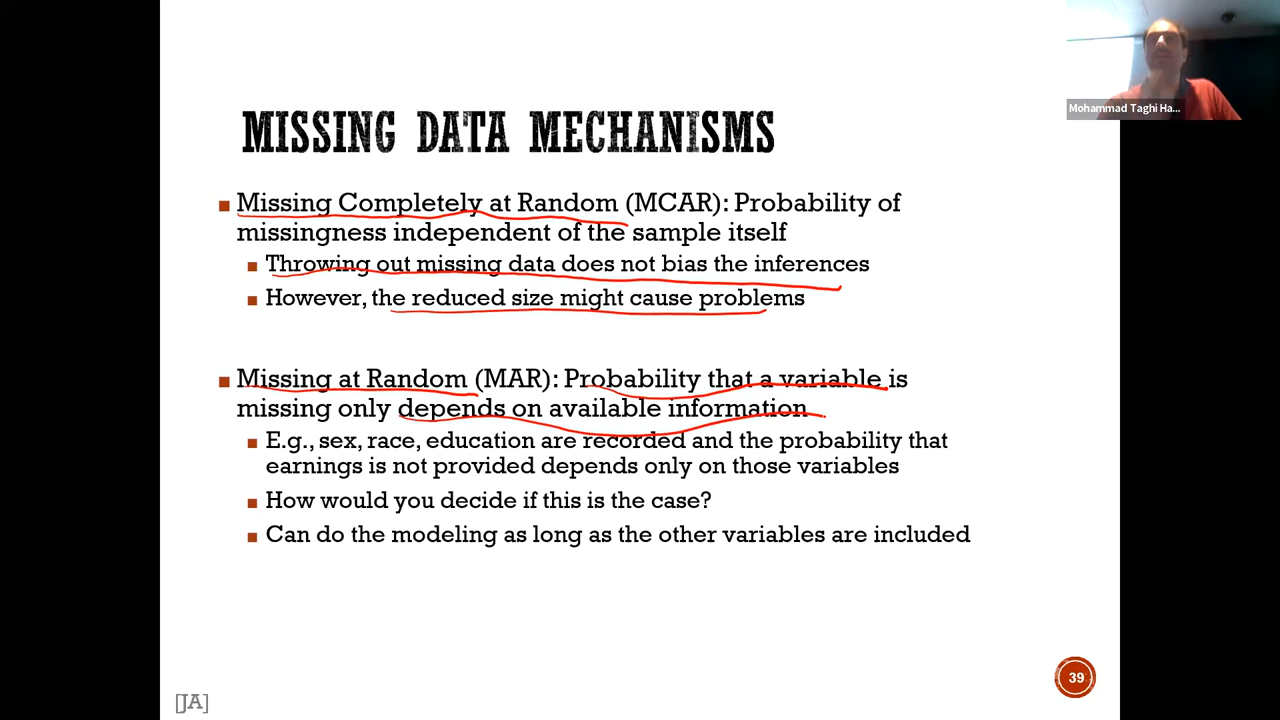 Mohammad Taghi Ha...
MISSING DATA MECHANISMS
Missing Completely at Random (MCAR): Probability of
missingness independent of the sample itself
Throwing out missing data does not bias the inferences
However, the reduced size might cause problems
Missing at Random (MAR): Probability that a variable is
missing only depends on available information
E.g., sex, race, education are recorded and the probability that
earnings is not provided depends only on those variables
How would you decide if this is the case?
Can do the modeling as long as the other variables are included
39
[JA]